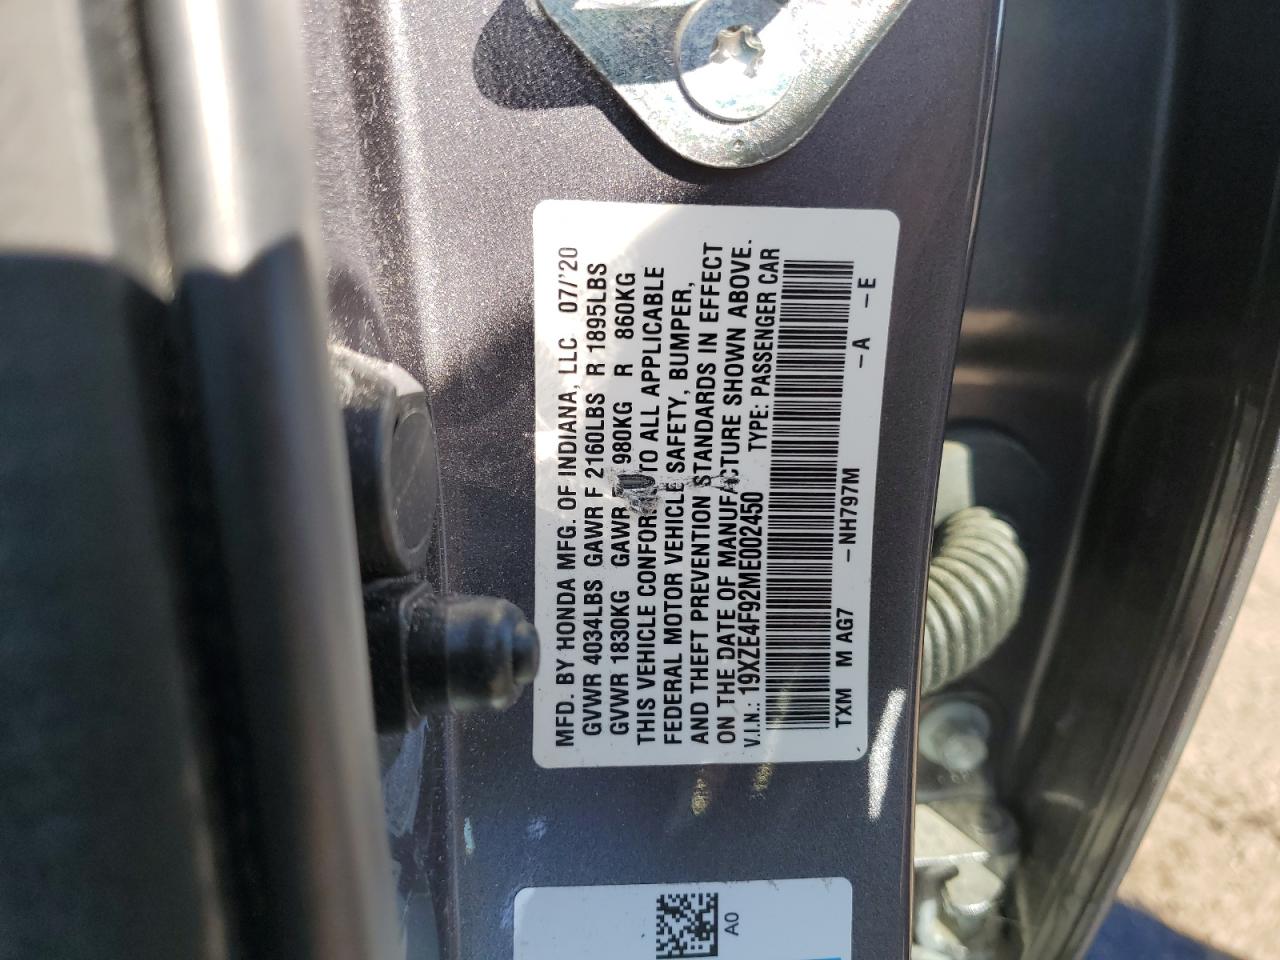 MFD. BY HONDA MFG. OF INDIANA, LLC 07/'20
GVWR 4034LBS GAWR F 2160LBS R 1895LBS
GVWR 1830KG GAWR 980KG R 860KG
THIS VEHICLE CONFOR TO ALL APPLICABLE
FEDERAL MOTOR VEHICLE SAFETY, BUMPER,
AND THEFT PREVENTION STANDARDS IN EFFECT
ON THE DATE OF MANUFACTURE SHOWN ABOVE.
V.I.N.: 19XZE4F92ME002450 TYPE: PASSENGER CAR
TXM M AG7 –NH797M –A –E
A0